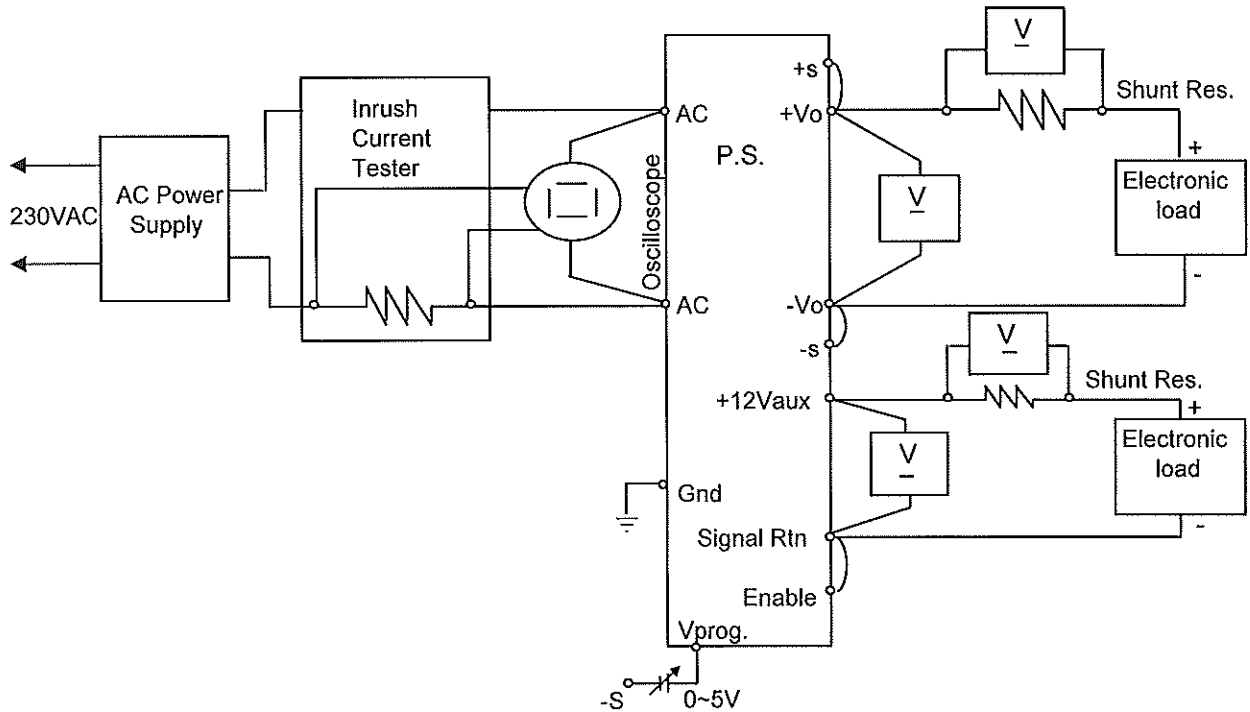 230VAC
AC Power
Supply
Inrush
Current
Tester
Oscilloscope
AC
AC
P.S.
+s
+Vo
-Vo
-s
+12Vaux
Gnd
Signal Rtn
Enable
Vprog.
-S
0~5V
V
Shunt Res.
V
+
Electronic
load
-
V
Shunt Res.
V
+
Electronic
load
-